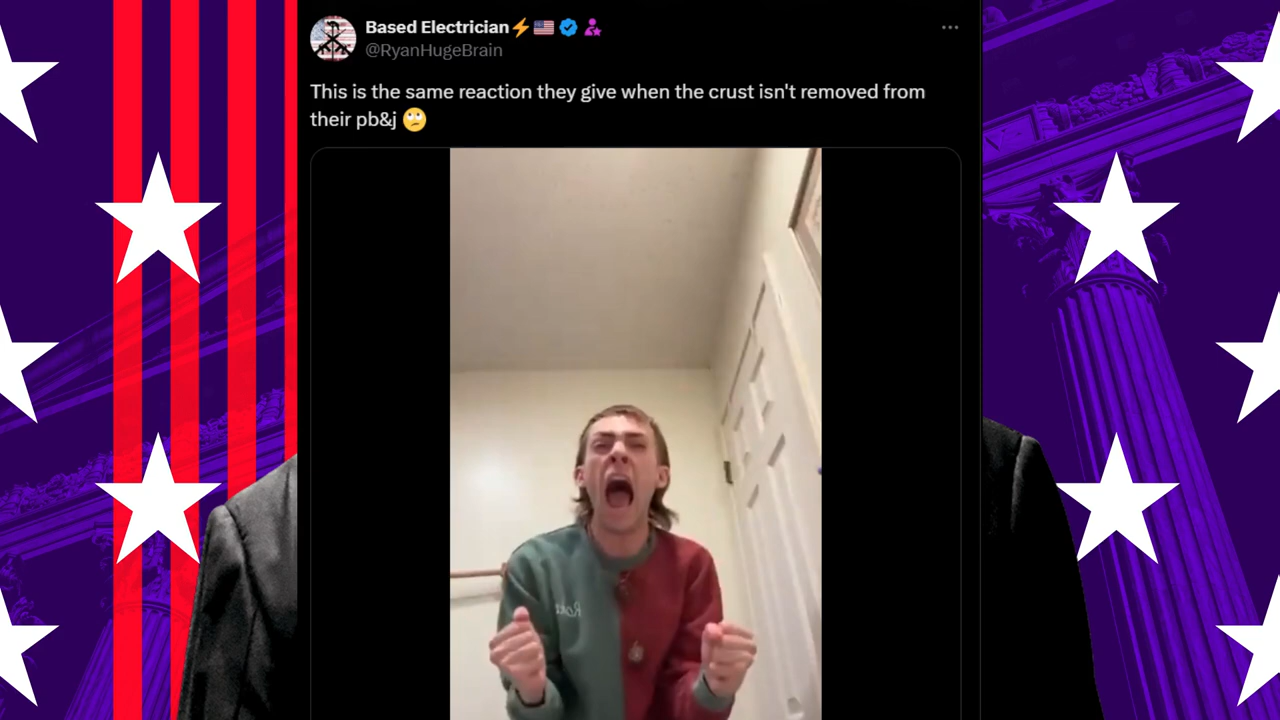 Based Electrician⚡🇺🇸
@RyanHugeBrain
This is the same reaction they give when the crust isn't removed from
their pb&j 🙄